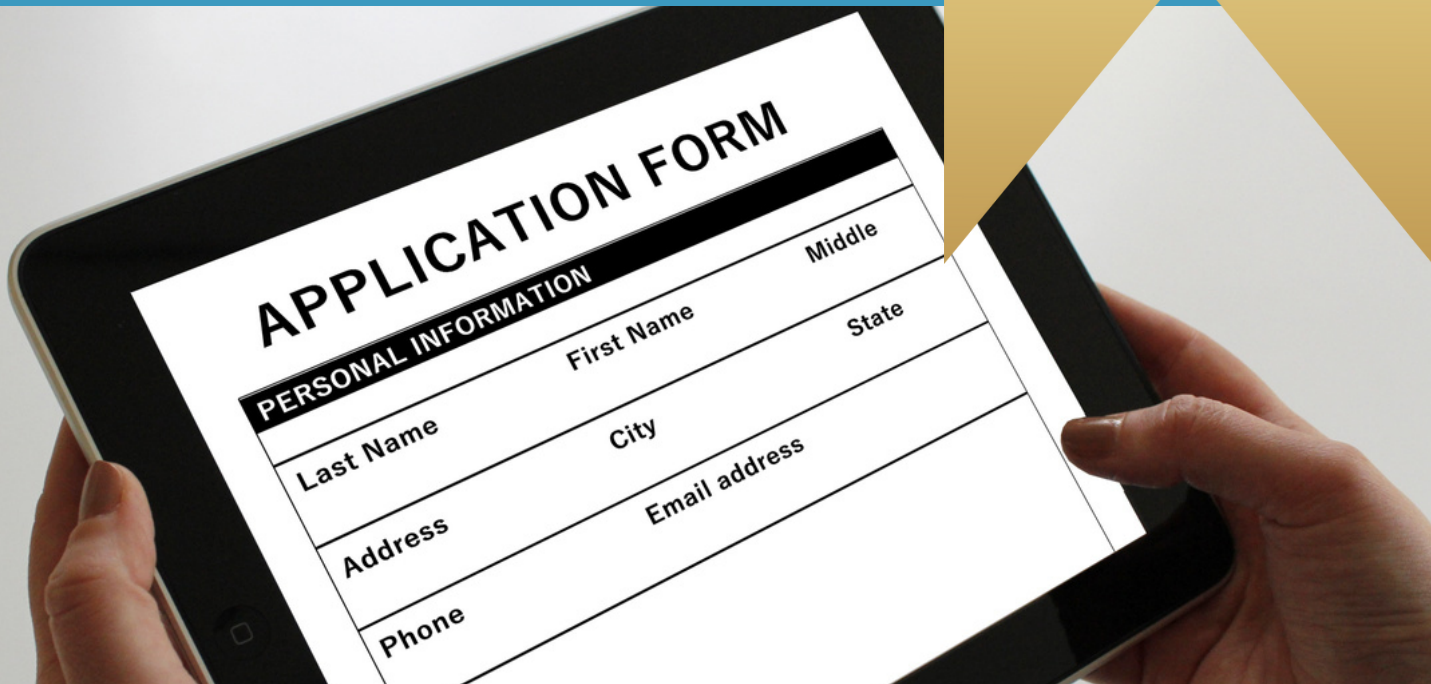 APPLICATION FORM
PERSONAL INFORMATION
Last Name First Name Middle
Address City State
Phone Email address